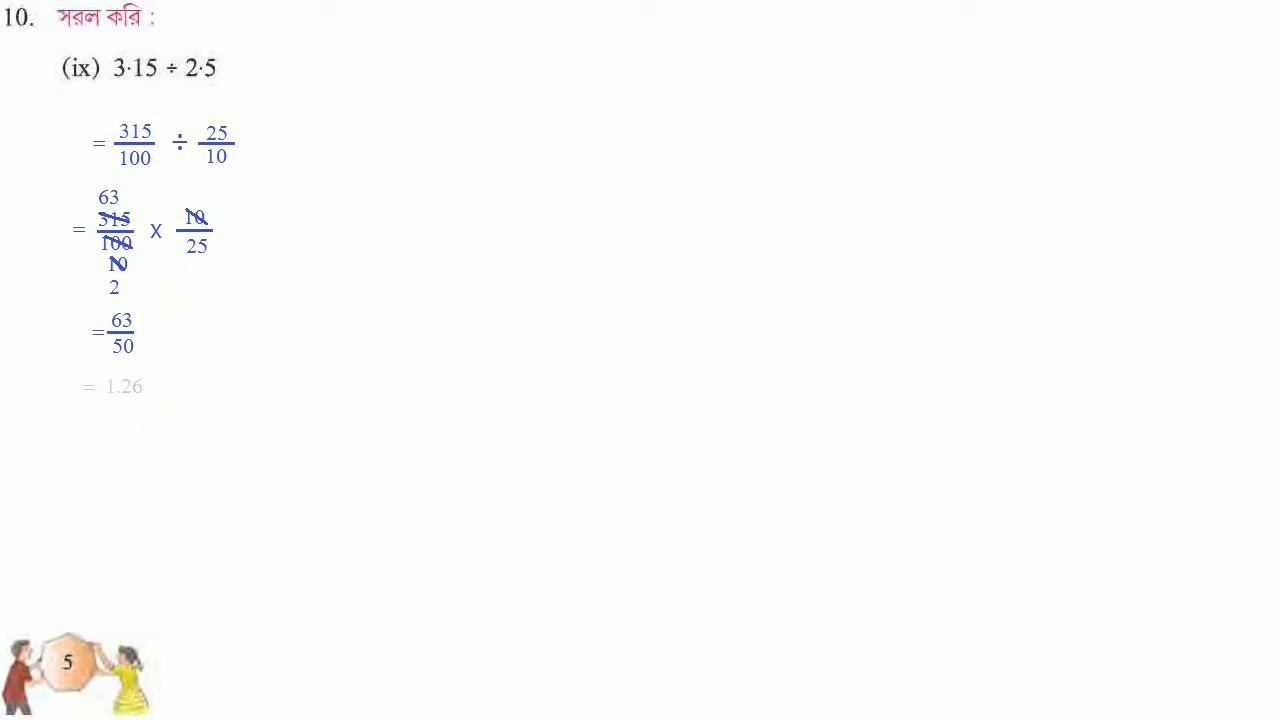 10. সরল করি :
(ix) 3·15 ÷ 2·5
= 315/100 ÷ 25/10
63
= 315/100 x 10/25
10
2
= 63/50
= 1.26
5